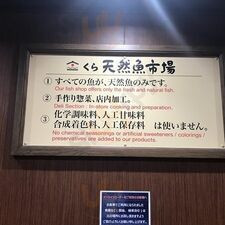 くら 天然魚市場
① すべての魚が、天然魚のみです。
Our fish shop offers only the fresh and natural fish.
② 手作り惣菜、店内加工。
Deli Section : In-store cooking and preparation.
③ 化学調味料、人工甘味料
合成着色料、人工保存料 は使いません。
No chemical seasonings or artificial sweeteners / colorings /
preservatives are added to our products.